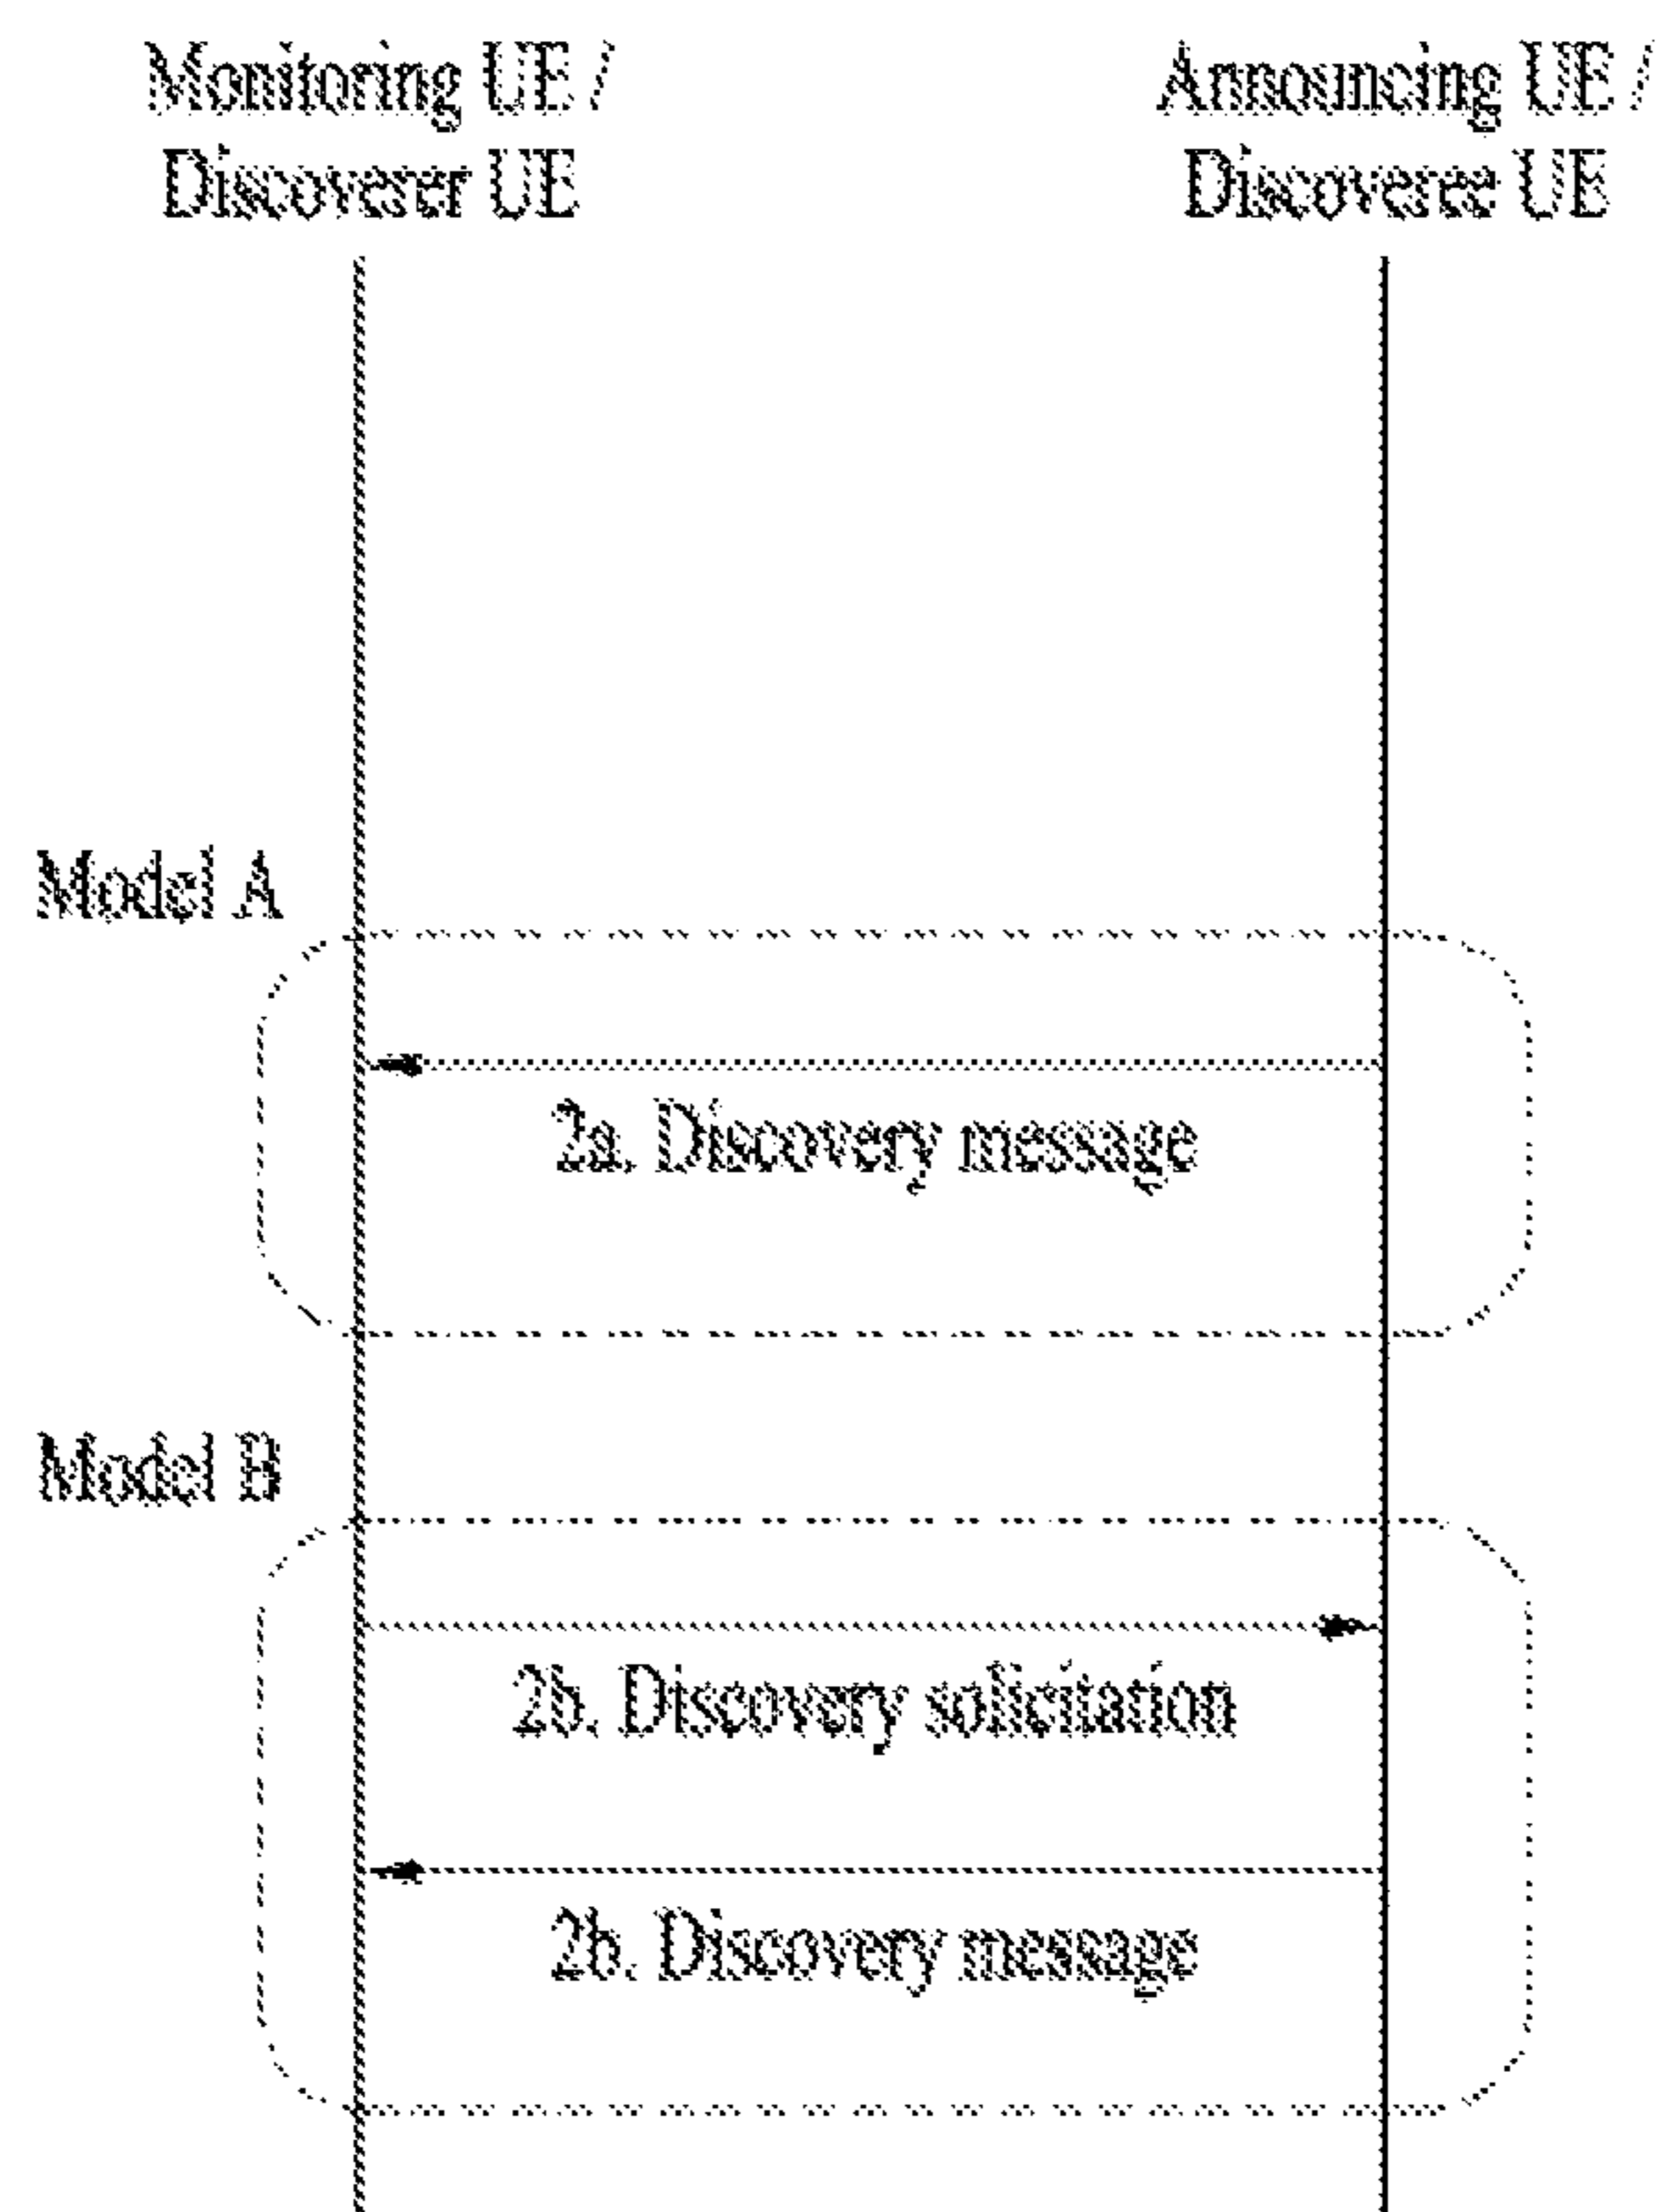 Monitoring UE /
Discoverer UE
Announcing UE /
Discoveree UE
Model A
2a. Discovery message
Model B
2b. Discovery solicitation
2b. Discovery message